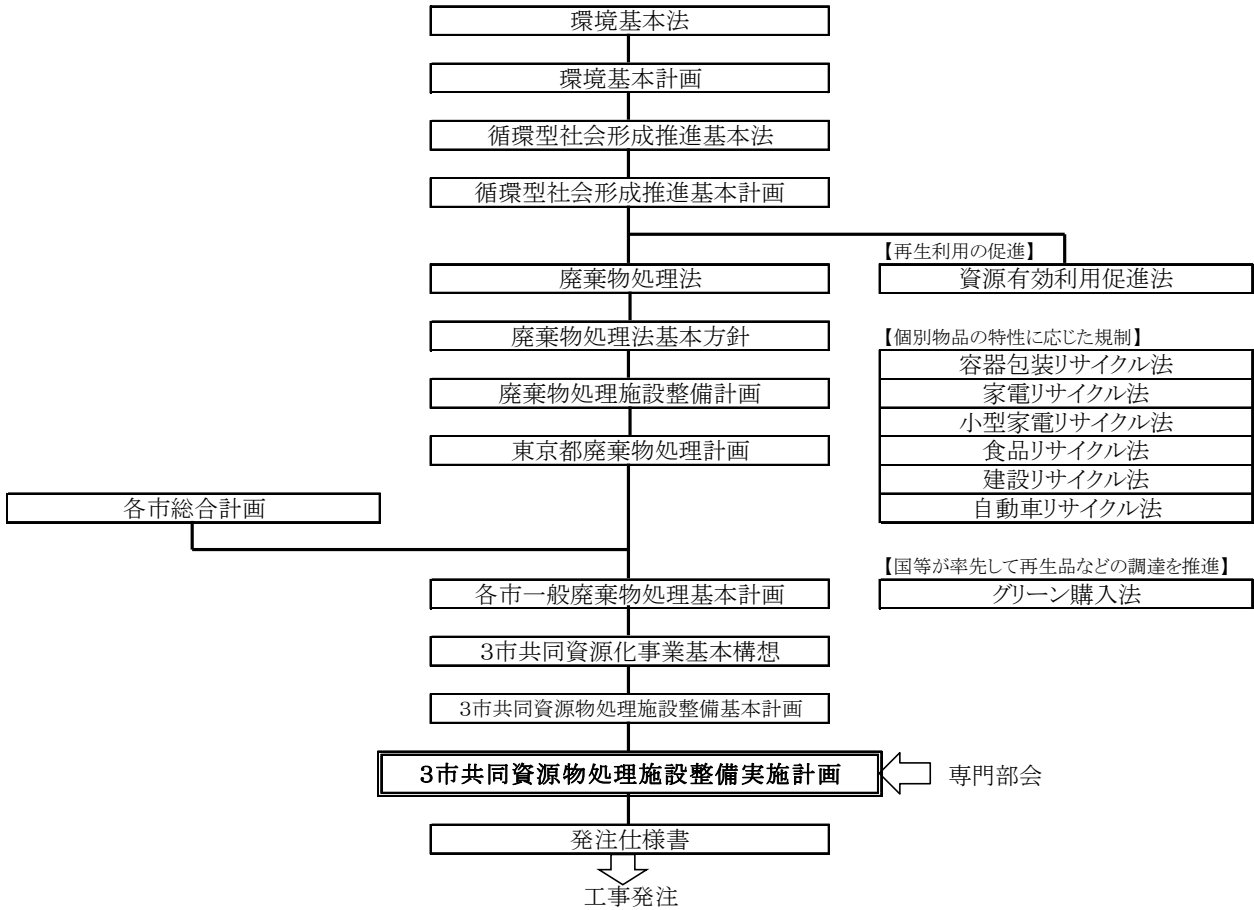 環境基本法
環境基本計画
循環型社会形成推進基本法
循環型社会形成推進基本計画
【再生利用の促進】
廃棄物処理法
資源有効利用促進法
廃棄物処理法基本方針
【個別物品の特性に応じた規制】
容器包装リサイクル法
廃棄物処理施設整備計画
家電リサイクル法
小型家電リサイクル法
東京都廃棄物処理計画
食品リサイクル法
建設リサイクル法
各市総合計画
自動車リサイクル法
【国等が率先して再生品などの調達を推進】
各市一般廃棄物処理基本計画
グリーン購入法
3市共同資源化事業基本構想
3市共同資源物処理施設整備基本計画
3市共同資源物処理施設整備実施計画
専門部会
発注仕様書
工事発注